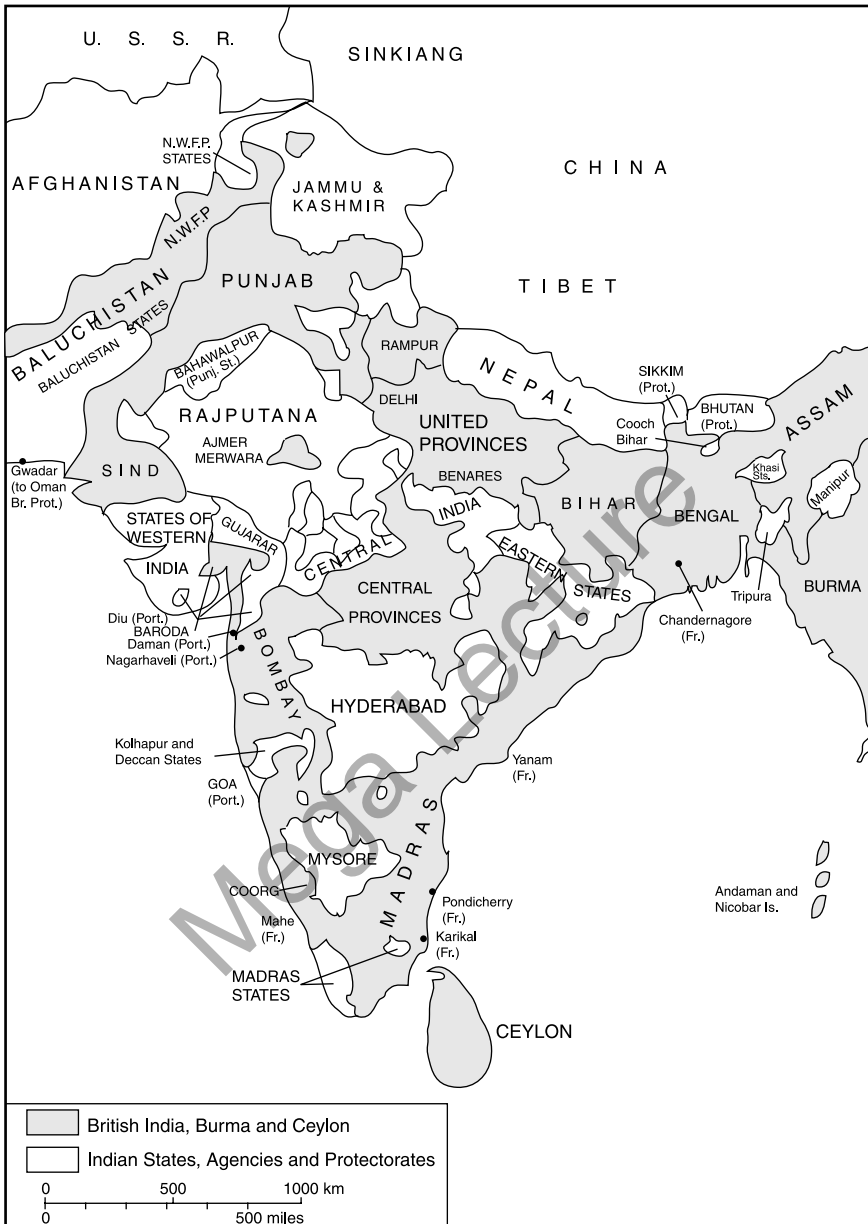 U. S. S. R.
SINKIANG
N.W.F.P.
STATES
AFGHANISTAN
JAMMU &
KASHMIR
CHINA
N.W.F.P
TIBET
PUNJAB
BALUCHISTAN
BALUCHISTAN STATES
BAHAWALPUR
(Punj. St.)
RAMPUR
NEPAL
SIKKIM
(Prot.)
BHUTAN
(Prot.)
ASSAM
DELHI
RAJPUTANA
UNITED
PROVINCES
Cooch
Bihar
AJMER
MERWARA
Gwadar
(to Oman
Br. Prot.)
SIND
BENARES
Khasi
Sts.
Manipur
BIHAR
BENGAL
STATES OF
WESTERN
INDIA
GUJARAR
CENTRAL
INDIA
EASTERN
STATES
CENTRAL
PROVINCES
Tripura
BURMA
Chandernagore
(Fr.)
Diu (Port.)
BARODA
Daman (Port.)
Nagarhaveli (Port.)
BOMBAY
HYDERABAD
Kolhapur and
Deccan States
Yanam
(Fr.)
GOA
(Port.)
MADRAS
MYSORE
COORG
Andaman and
Nicobar Is.
Mahe
(Fr.)
Pondicherry
(Fr.)
Karikal
(Fr.)
MADRAS
STATES
CEYLON
Mega Lecture
British India, Burma and Ceylon
Indian States, Agencies and Protectorates
0 500 1000 km
0 500 miles